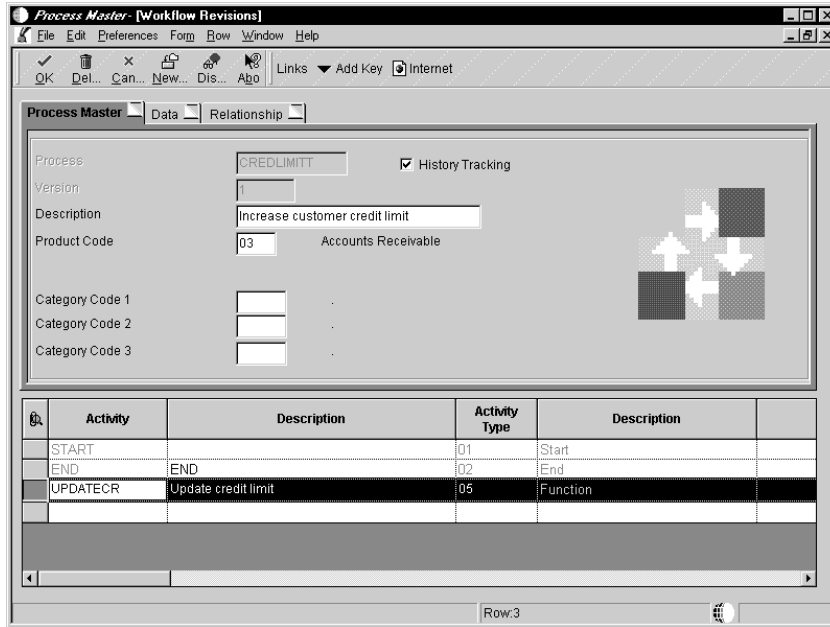 Process Master - [Workflow Revisions]
File Edit Preferences Form Row Window Help
OK Del... Can... New... Dis... Abo Links Add Key Internet
Process Master Data Relationship
Process CREDLIMITT History Tracking
Version 1
Description Increase customer credit limit
Product Code 03 Accounts Receivable
Category Code 1 .
Category Code 2 .
Category Code 3 .
Activity Description Activity Type Description
START 01 Start
END END 02 End
UPDATECR Update credit limit 05 Function
Row:3